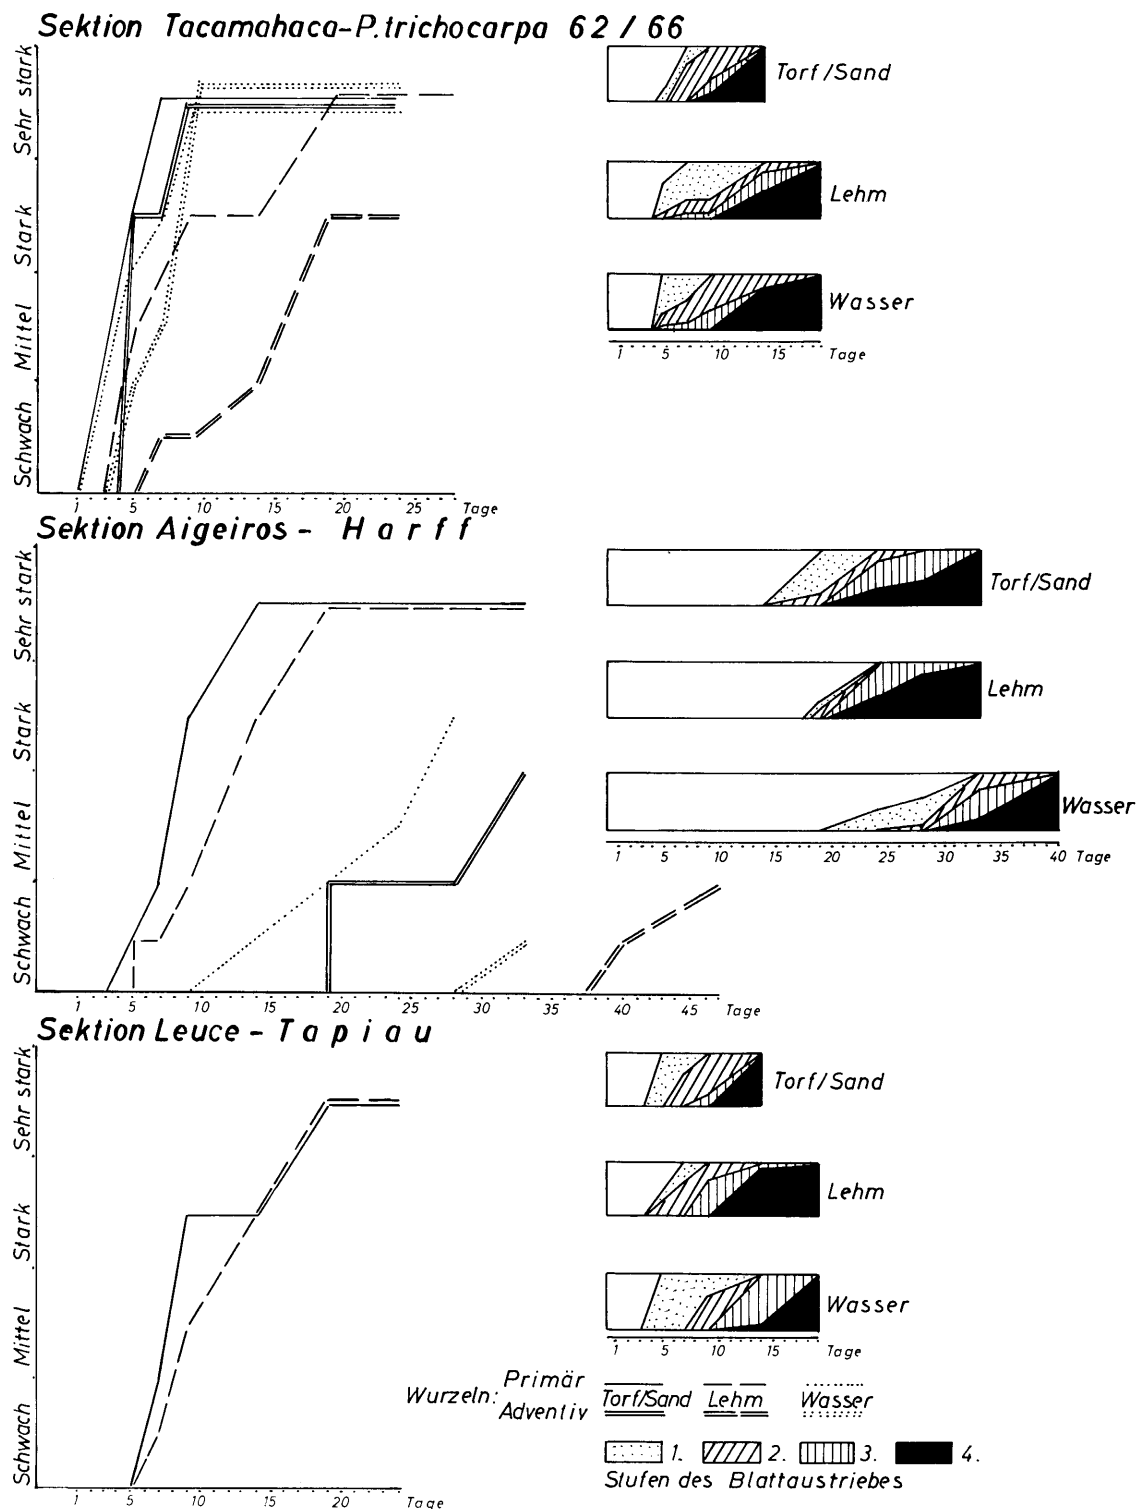 Sektion Tacamahaca-P. trichocarpa 62/66
Sehr stark
Stark
Mittel
Schwach
1 5 10 15 20 25 Tage
Torf/Sand
Lehm
Wasser
1 5 10 15 Tage
Sektion Aigeiros - Harff
Sehr stark
Stark
Mittel
Schwach
1 5 10 15 20 25 30 35 40 45 Tage
Torf/Sand
Lehm
Wasser
1 5 10 15 20 25 30 35 40 Tage
Sektion Leuce - Tapiau
Sehr stark
Stark
Mittel
Schwach
1 5 10 15 20 Tage
Torf/Sand
Lehm
Wasser
1 5 10 15 Tage
Wurzeln: Primär
Adventiv
Torf/Sand Lehm Wasser
1. 2. 3. 4.
Stufen des Blattaustriebes